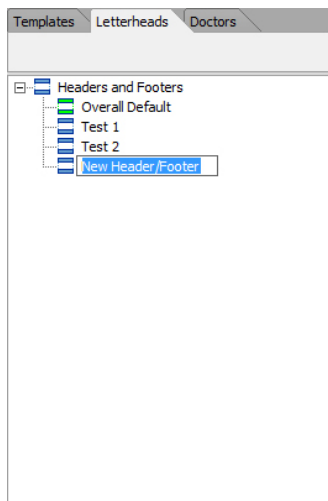 Templates Letterheads Doctors
Headers and Footers
Overall Default
Test 1
Test 2
New Header/Footer